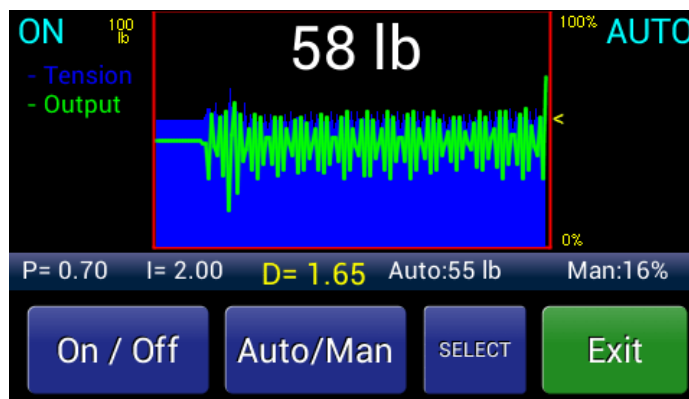 ON
100 lb
58 lb
100%
AUTO
- Tension
- Output
<
0%
P= 0.70 I= 2.00 D= 1.65 Auto:55 lb Man:16%
On / Off Auto/Man SELECT Exit